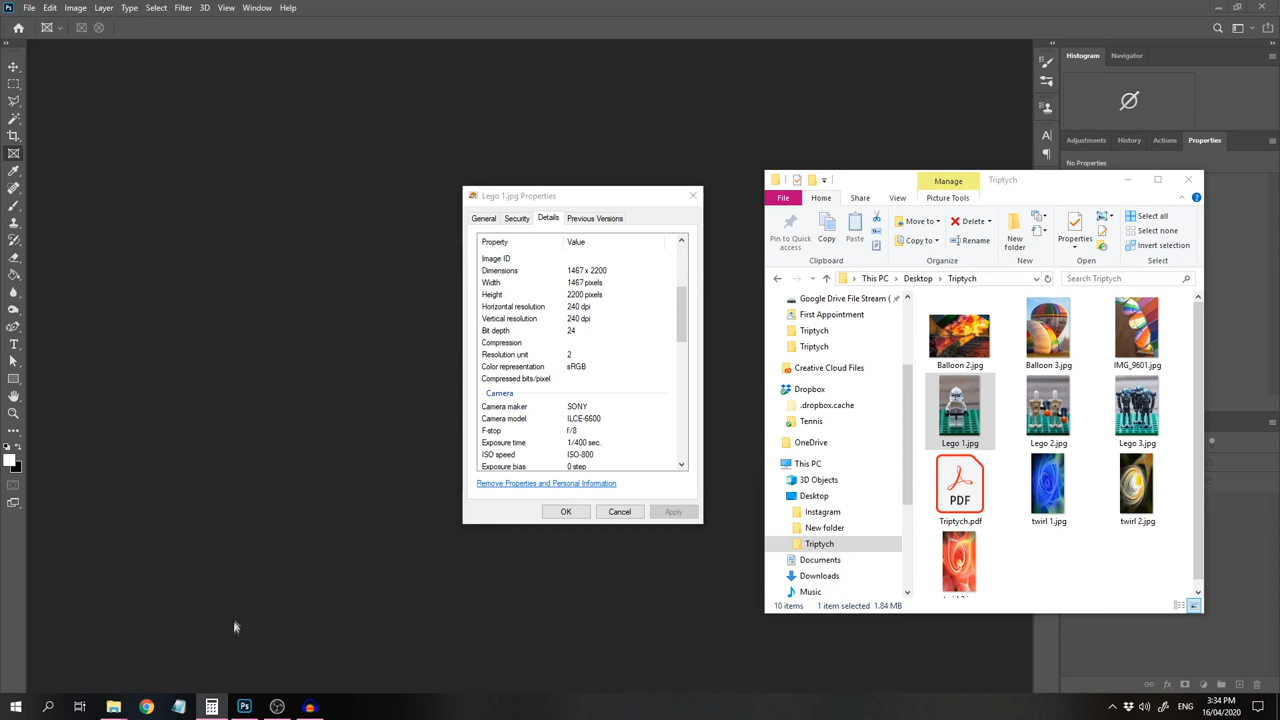 Ps File Edit Image Layer Type Select Filter 3D View Window Help
Histogram Navigator
Adjustments History Actions Properties
No Properties
Lego 1.jpg Properties
General Security Details Previous Versions
Property Value
Image ID
Dimensions 1467 x 2200
Width 1467 pixels
Height 2200 pixels
Horizontal resolution 240 dpi
Vertical resolution 240 dpi
Bit depth 24
Compression
Resolution unit 2
Color representation sRGB
Compressed bits/pixel
Camera
Camera maker SONY
Camera model ILCE-6600
F-stop f/8
Exposure time 1/400 sec.
ISO speed ISO-800
Exposure bias 0 step
Remove Properties and Personal Information
OK Cancel Apply
Manage Triptych
File Home Share View Picture Tools
Pin to Quick access
Copy
Paste
Move to
Copy to
Delete
Rename
New folder
Properties
Select all
Select none
Invert selection
Clipboard Organize New Open Select
This PC Desktop Triptych Search Triptych
Google Drive File Stream (
First Appointment
Triptych
Triptych
Creative Cloud Files
Dropbox
.dropbox.cache
Tennis
OneDrive
This PC
3D Objects
Desktop
Instagram
New folder
Triptych
Documents
Downloads
Music
Balloon 2.jpg Balloon 3.jpg IMG_9601.jpg
Lego 1.jpg Lego 2.jpg Lego 3.jpg
PDF
Triptych.pdf twirl 1.jpg twirl 2.jpg
10 items 1 item selected 1.84 MB
Ps
3:34 PM
16/04/2020